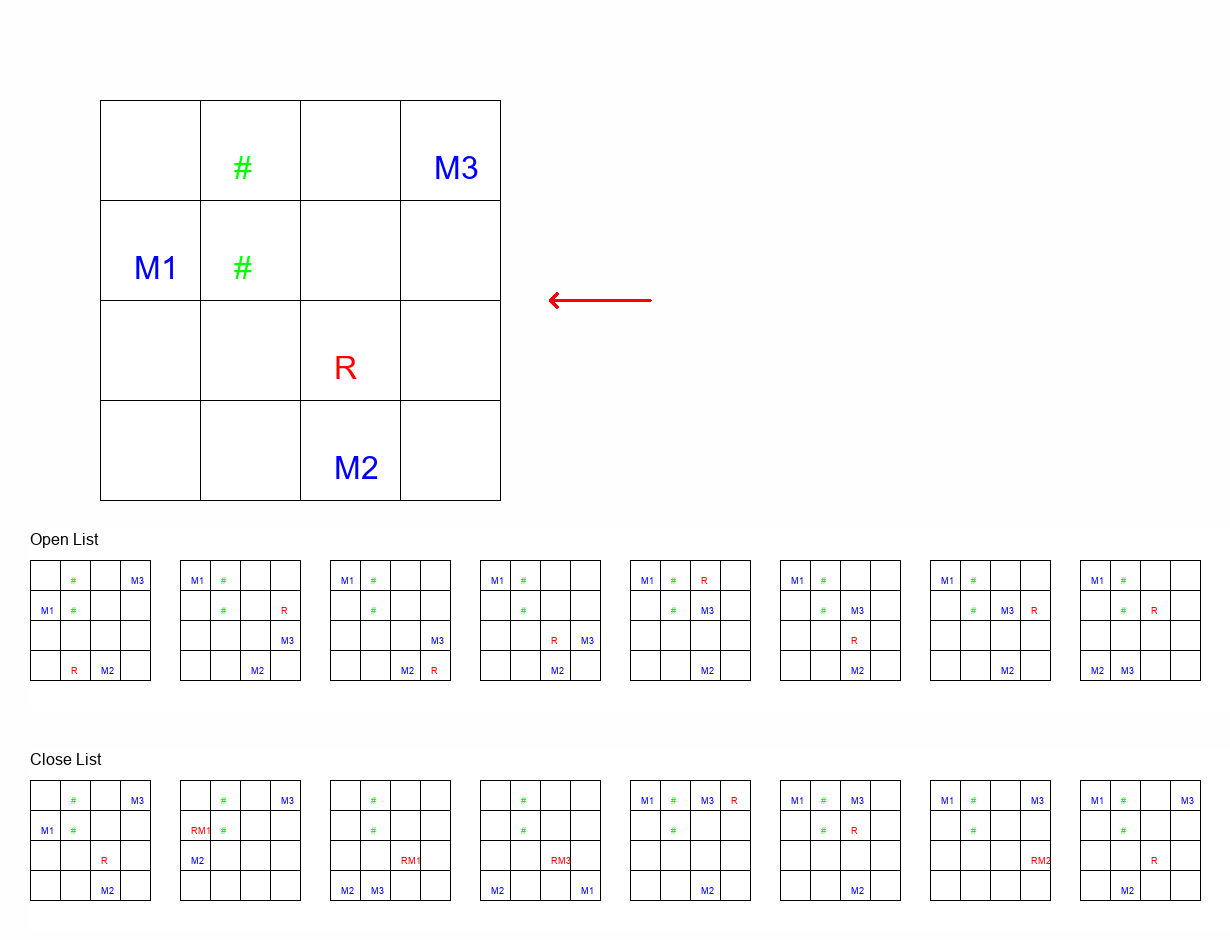 # M3
M1 #
R
M2
Open List
# M3 M1 # M1 # M1 # M1 # R M1 # M1 # M1 #
M1 # # R # # # M3 # M3 # M3 R # R
M3 M3 R M3 R
R M2 M2 M2 R M2 M2 M2 M2 M2 M3
Close List
# M3 # M3 # # M1 # M3 R M1 # M3 M1 # M3 M1 # M3
M1 # RM1 # # # # # R # #
R M2 RM1 RM3 RM2 R
M2 M2 M3 M2 M1 M2 M2 M2